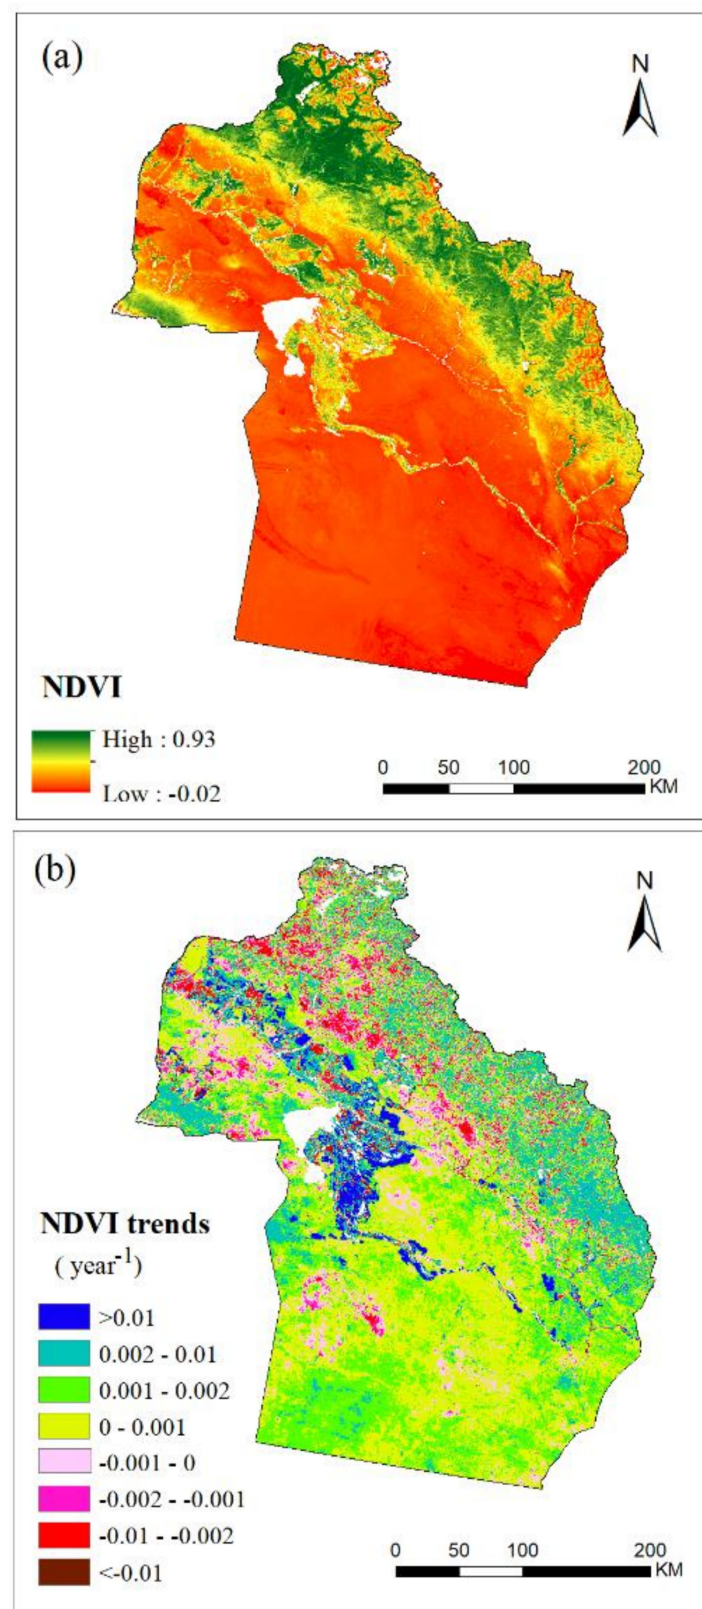 (a)
N
NDVI
High : 0.93
Low : -0.02
0 50 100 200
KM
(b)
N
NDVI trends
( year-1)
>0.01
0.002 - 0.01
0.001 - 0.002
0 - 0.001
-0.001 - 0
-0.002 - -0.001
-0.01 - -0.002
<-0.01
0 50 100 200
KM